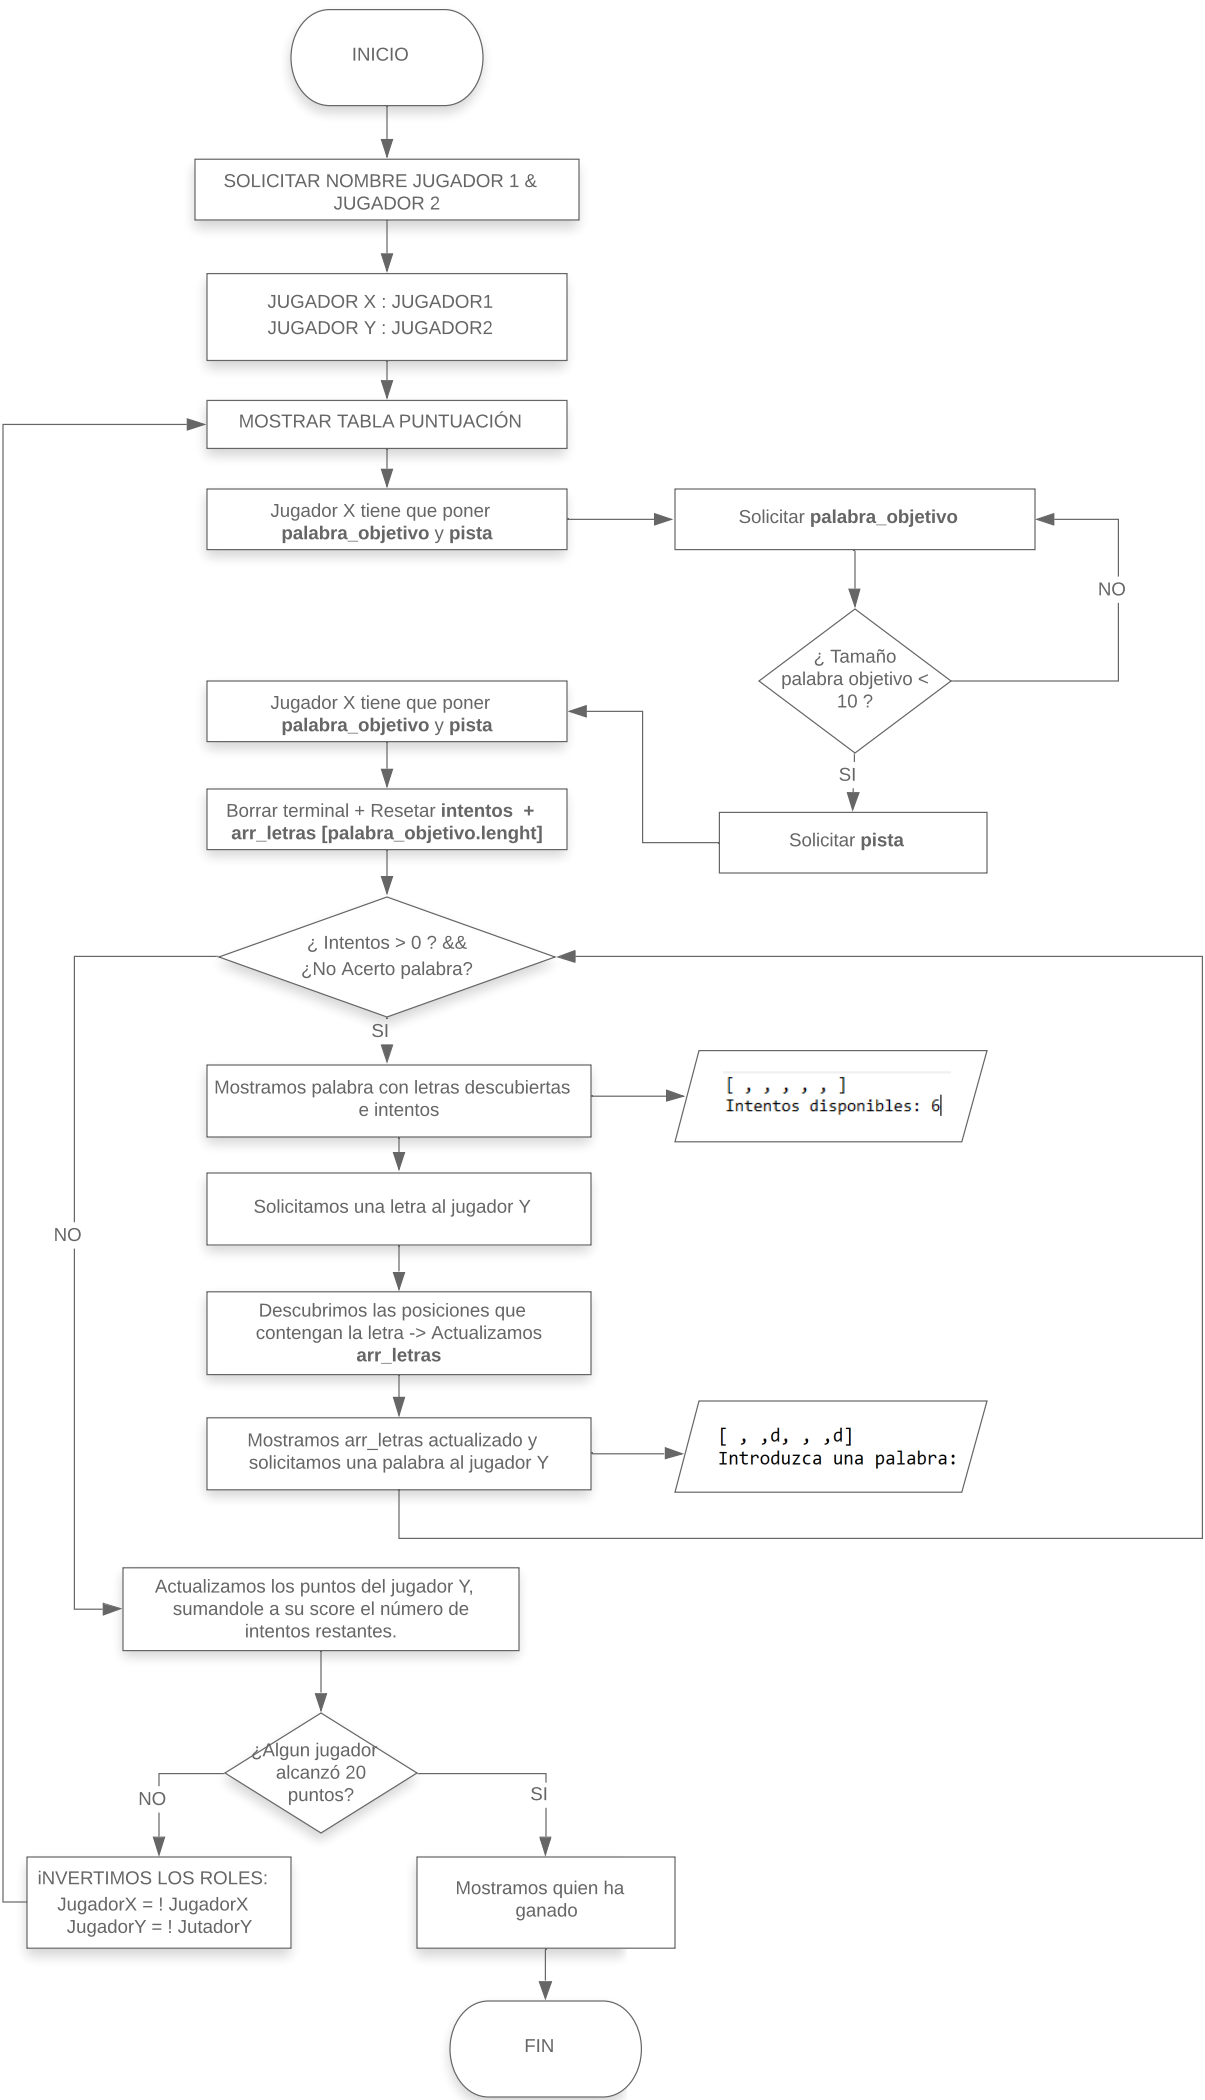 INICIO
SOLICITAR NOMBRE JUGADOR 1 &
JUGADOR 2
JUGADOR X : JUGADOR1
JUGADOR Y : JUGADOR2
MOSTRAR TABLA PUNTUACIÓN
Jugador X tiene que poner
palabra_objetivo y pista
Solicitar palabra_objetivo
NO
¿ Tamaño
palabra objetivo <
10 ?
SI
Solicitar pista
Jugador X tiene que poner
palabra_objetivo y pista
Borrar terminal + Resetar intentos +
arr_letras [palabra_objetivo.lenght]
¿ Intentos > 0 ? &&
¿No Acerto palabra?
SI
Mostramos palabra con letras descubiertas
e intentos
[ , , , , , ]
Intentos disponibles: 6
Solicitamos una letra al jugador Y
NO
Descubrimos las posiciones que
contengan la letra -> Actualizamos
arr_letras
Mostramos arr_letras actualizado y
solicitamos una palabra al jugador Y
[ , ,d, , ,d]
Introduzca una palabra:
Actualizamos los puntos del jugador Y,
sumandole a su score el número de
intentos restantes.
¿Algun jugador
alcanzó 20
puntos?
NO
SI
iNVERTIMOS LOS ROLES:
JugadorX = ! JugadorX
JugadorY = ! JutadorY
Mostramos quien ha
ganado
FIN